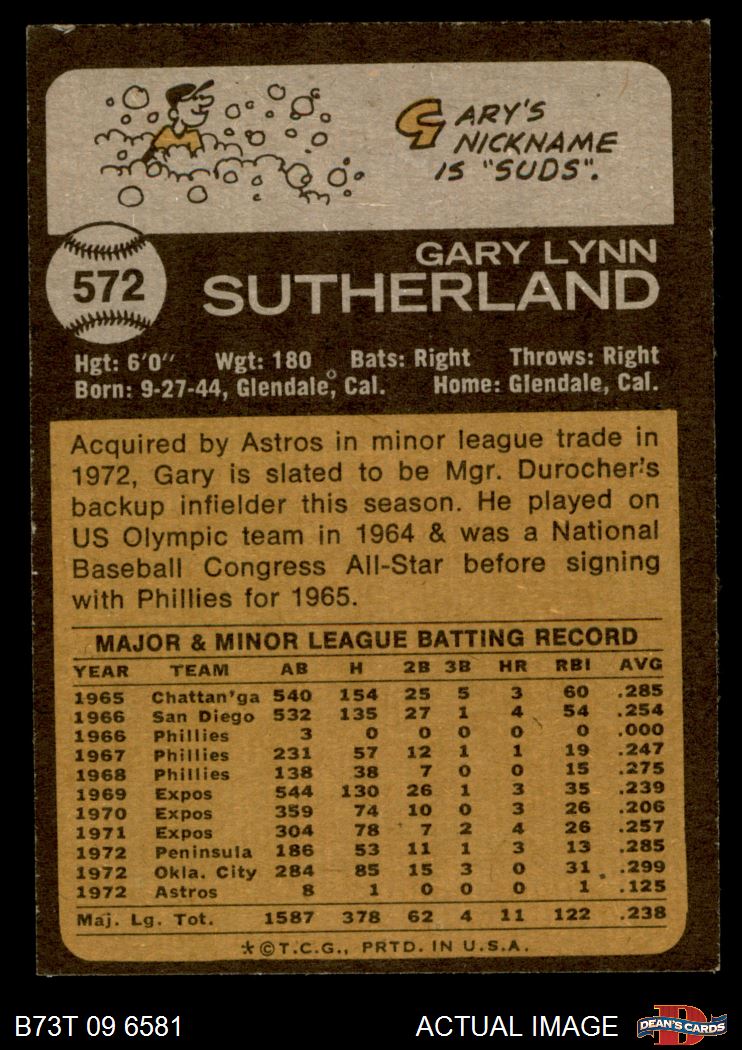 GARY'S
NICKNAME
IS "SUDS".
572
GARY LYNN
SUTHERLAND
Hgt: 6'0" Wgt: 180 Bats: Right Throws: Right
Born: 9-27-44, Glendale, Cal. Home: Glendale, Cal.
Acquired by Astros in minor league trade in
1972, Gary is slated to be Mgr. Durocher's
backup infielder this season. He played on
US Olympic team in 1964 & was a National
Baseball Congress All-Star before signing
with Phillies for 1965.
MAJOR & MINOR LEAGUE BATTING RECORD
YEAR TEAM AB H 2B 3B HR RBI AVG
1965 Chattan'ga 540 154 25 5 3 60 .285
1966 San Diego 532 135 27 1 4 54 .254
1966 Phillies 3 0 0 0 0 0 .000
1967 Phillies 231 57 12 1 1 19 .247
1968 Phillies 138 38 7 0 0 15 .275
1969 Expos 544 130 26 1 3 35 .239
1970 Expos 359 74 10 0 3 26 .206
1971 Expos 304 78 7 2 4 26 .257
1972 Peninsula 186 53 11 1 3 13 .285
1972 Okla. City 284 85 15 3 0 31 .299
1972 Astros 8 1 0 0 0 1 .125
Maj. Lg. Tot. 1587 378 62 4 11 122 .238
*©T.C.G., PRTD. IN U.S.A.
B73T 09 6581 ACTUAL IMAGE D DEAN'S CARDS